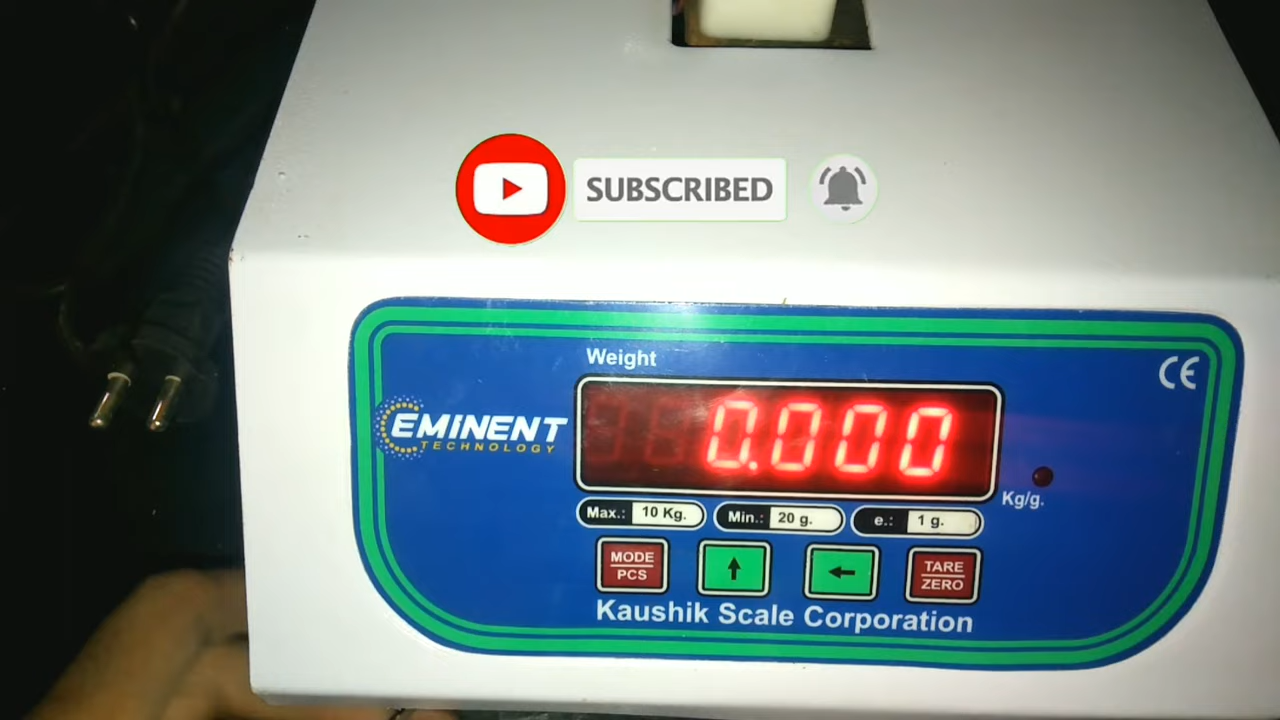 SUBSCRIBED
Weight
CE
EMINENT
TECHNOLOGY
0.000
Kg/g.
Max.: 10 Kg.
Min.: 20 g.
e.: 1 g.
MODE
PCS
↑
←
TARE
ZERO
Kaushik Scale Corporation